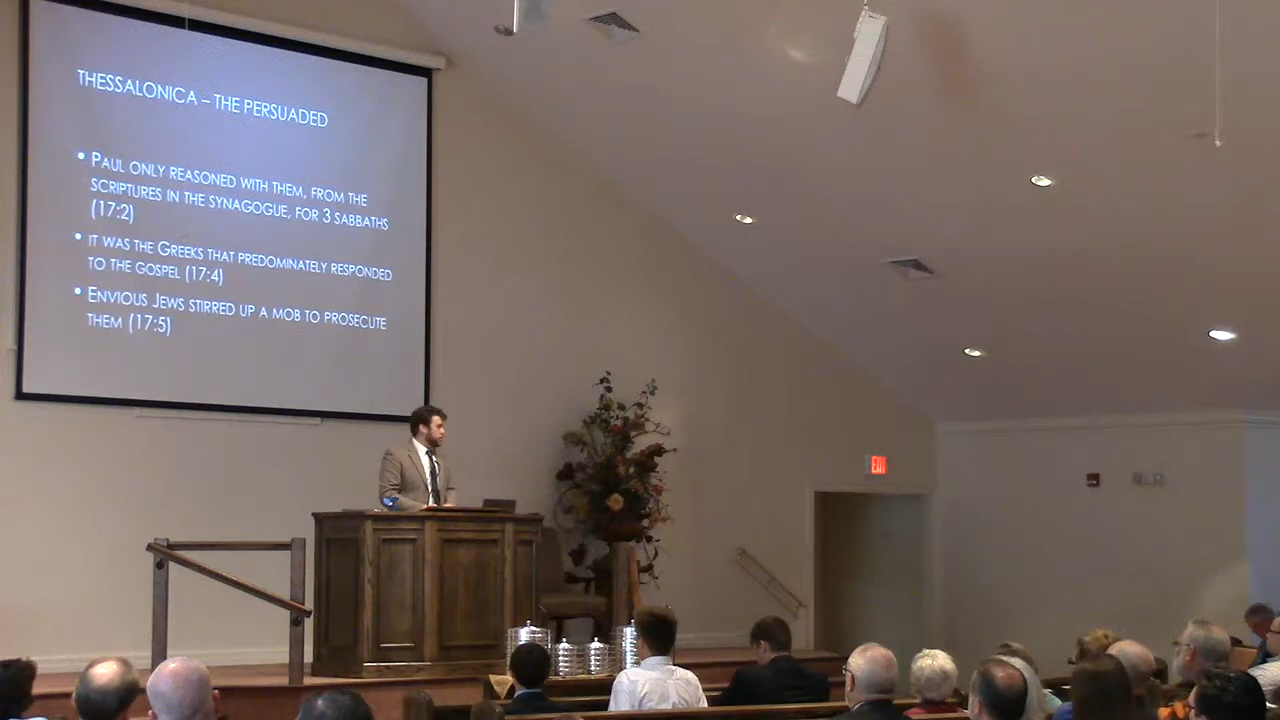 THESSALONICA – THE PERSUADED
• PAUL ONLY REASONED WITH THEM, FROM THE
SCRIPTURES IN THE SYNAGOGUE, FOR 3 SABBATHS
(17:2)
• IT WAS THE GREEKS THAT PREDOMINATELY RESPONDED
TO THE GOSPEL (17:4)
• ENVIOUS JEWS STIRRED UP A MOB TO PROSECUTE
THEM (17:5)
EXIT